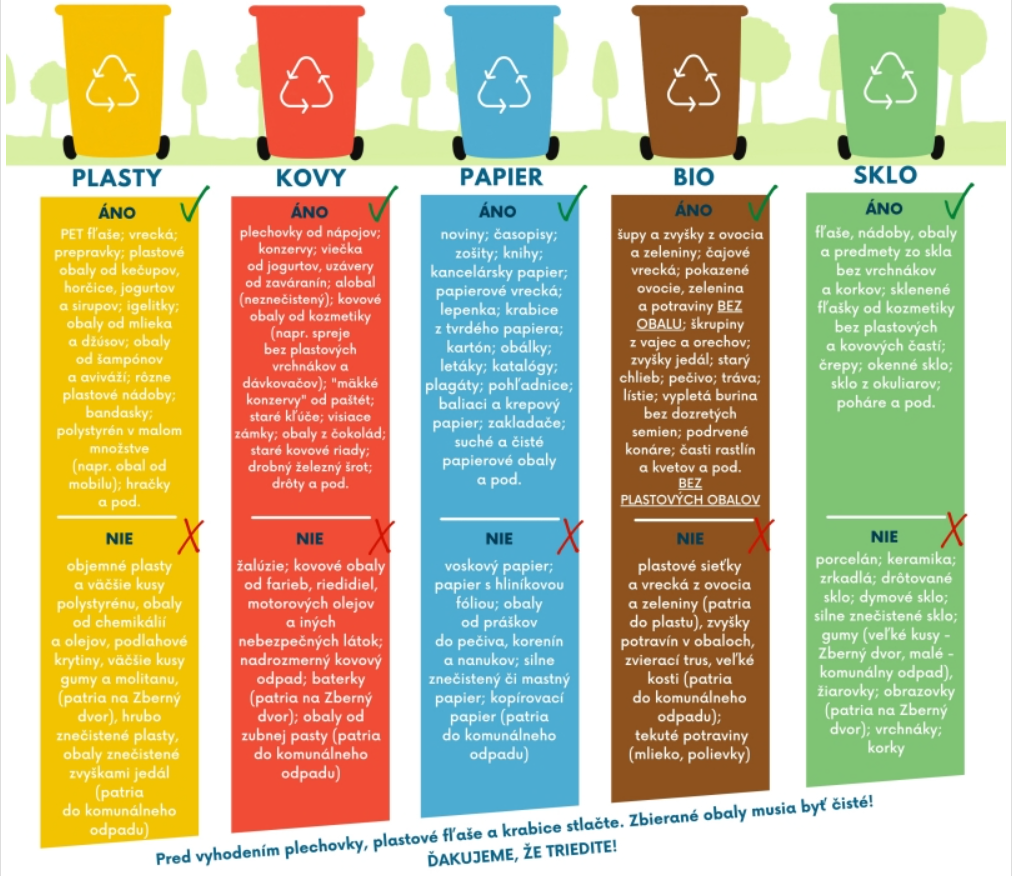 PLASTY
ÁNO
PET fľaše; vrecká;
prepravky; plastové
obaly od kečupov,
horčice, jogurtov
a sirupov; igelitky;
obaly od mlieka
a džúsov; obaly
od šampónov
a aviváží; rôzne
plastové nádoby;
bandasky;
polystyrén v malom
množstve
(napr. obal od
mobilu); hračky
a pod.
NIE
objemné plasty
a väčšie kusy
polystyrénu, obaly
od chemikálií
a olejov, podlahové
krytiny, väčšie kusy
gumy a molitanu,
(patria na Zberný
dvor), hrubo
znečistené plasty,
obaly znečistené
zvyškami jedál
(patria
do komunálneho
odpadu)
KOVY
ÁNO
plechovky od nápojov;
konzervy; viečka
od jogurtov, uzávery
od zaváranín; alobal
(neznečistený); kovové
obaly od kozmetiky
(napr. spreje
bez plastových
vrchnákov a
dávkovačov); "mäkké
konzervy" od paštét;
staré kľúče; visiace
zámky; obaly z čokolád;
staré kovové riady;
drobný železný šrot;
drôty a pod.
NIE
žalúzie; kovové obaly
od farieb, riedidiel,
motorových olejov
a iných
nebezpečných látok;
nadrozmerný kovový
odpad; baterky
(patria na Zberný
dvor); obaly od
zubnej pasty (patria
do komunálneho
odpadu)
PAPIER
ÁNO
noviny; časopisy;
zošity; knihy;
kancelársky papier;
papierové vrecká;
lepenka; krabice
z tvrdého papiera;
kartón; obálky;
letáky; katalógy;
plagáty; pohľadnice;
baliaci a krepový
papier; zakladače;
suché a čisté
papierové obaly
a pod.
NIE
voskový papier;
papier s hliníkovou
fóliou; obaly
od práškov
do pečiva, korenín
a nanukov; silne
znečistený či mastný
papier; kopírovací
papier (patria
do komunálneho
odpadu)
BIO
ÁNO
šupy a zvyšky z ovocia
a zeleniny; čajové
vrecká; pokazené
ovocie, zelenina
a potraviny BEZ
OBALU; škrupiny
z vajec a orechov;
zvyšky jedál; starý
chlieb; pečivo; tráva;
lístie; vypletá burina
bez dozretých
semien; podrvené
konáre; časti rastlín
a kvetov a pod.
BEZ
PLASTOVÝCH OBALOV
NIE
plastové sieťky
a vrecká z ovocia
a zeleniny (patria
do plastu), zvyšky
potravín v obaloch,
zvierací trus, veľké
kosti (patria
do komunálneho
odpadu);
tekuté potraviny
(mlieko, polievky)
SKLO
ÁNO
fľaše, nádoby, obaly
a predmety zo skla
bez vrchnákov
a korkov; sklenené
fľašky od kozmetiky
bez plastových
a kovových častí;
črepy; okenné sklo;
sklo z okuliarov;
poháre a pod.
NIE
porcelán; keramika;
zrkadlá; drôtované
sklo; dymové sklo;
silne znečistené sklo;
gumy (veľké kusy -
Zberný dvor, malé -
komunálny odpad),
žiarovky; obrazovky
(patria na Zberný
dvor); vrchnáky;
korky
Pred vyhodením plechovky, plastové fľaše a krabice stlačte. Zbierané obaly musia byť čisté!
ĎAKUJEME, ŽE TRIEDITE!